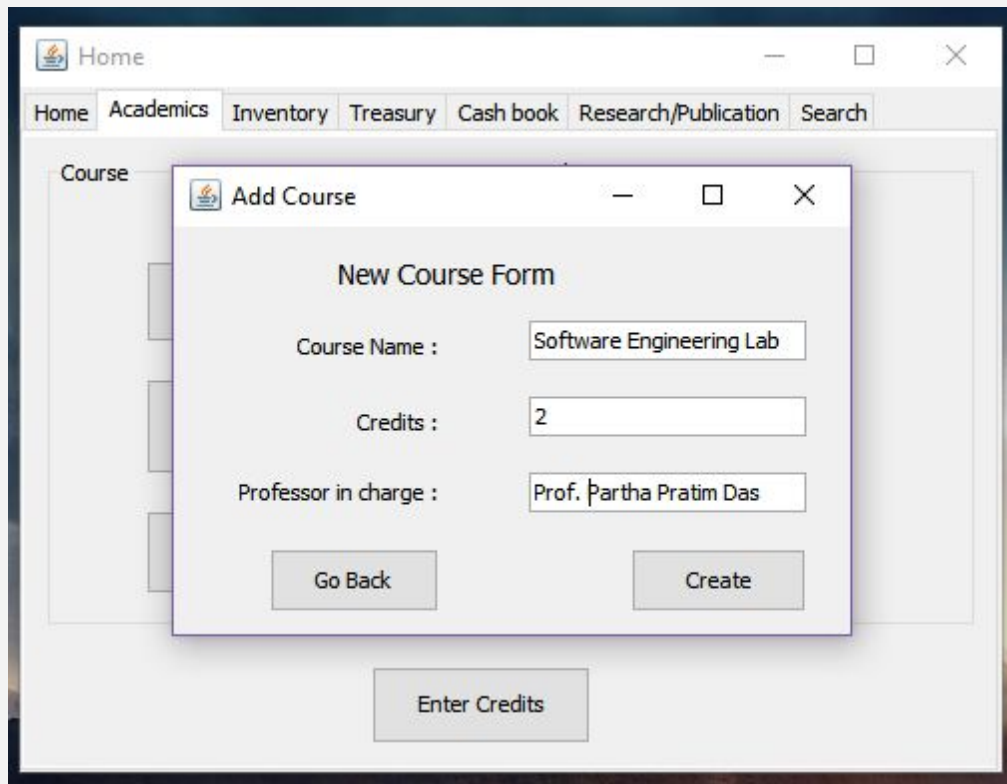 Home
Home Academics Inventory Treasury Cash book Research/Publication Search
Course
Add Course
New Course Form
Course Name : Software Engineering Lab
Credits : 2
Professor in charge : Prof. Partha Pratim Das
Go Back Create
Enter Credits